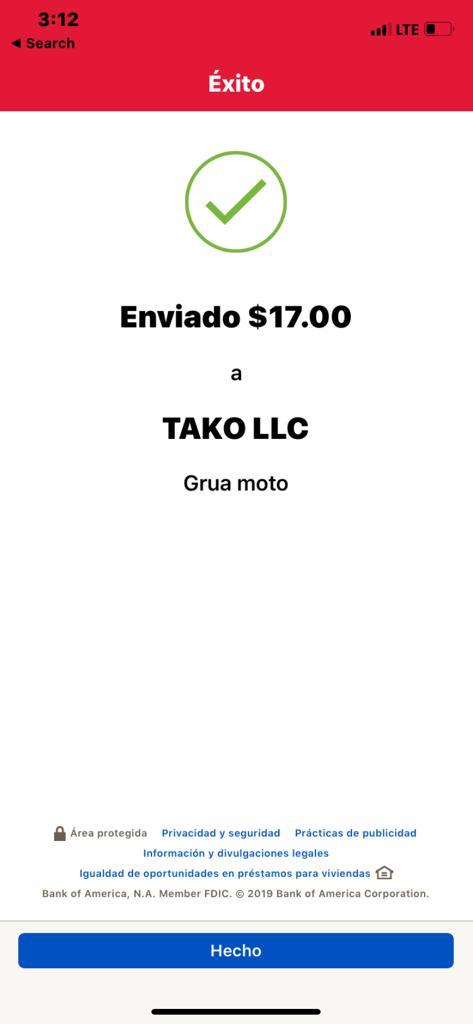 3:12
LTE
◀ Search
Éxito
Enviado $17.00
a
TAKO LLC
Grua moto
Área protegida Privacidad y seguridad Prácticas de publicidad
Información y divulgaciones legales
Igualdad de oportunidades en préstamos para viviendas
Bank of America, N.A. Member FDIC. © 2019 Bank of America Corporation.
Hecho